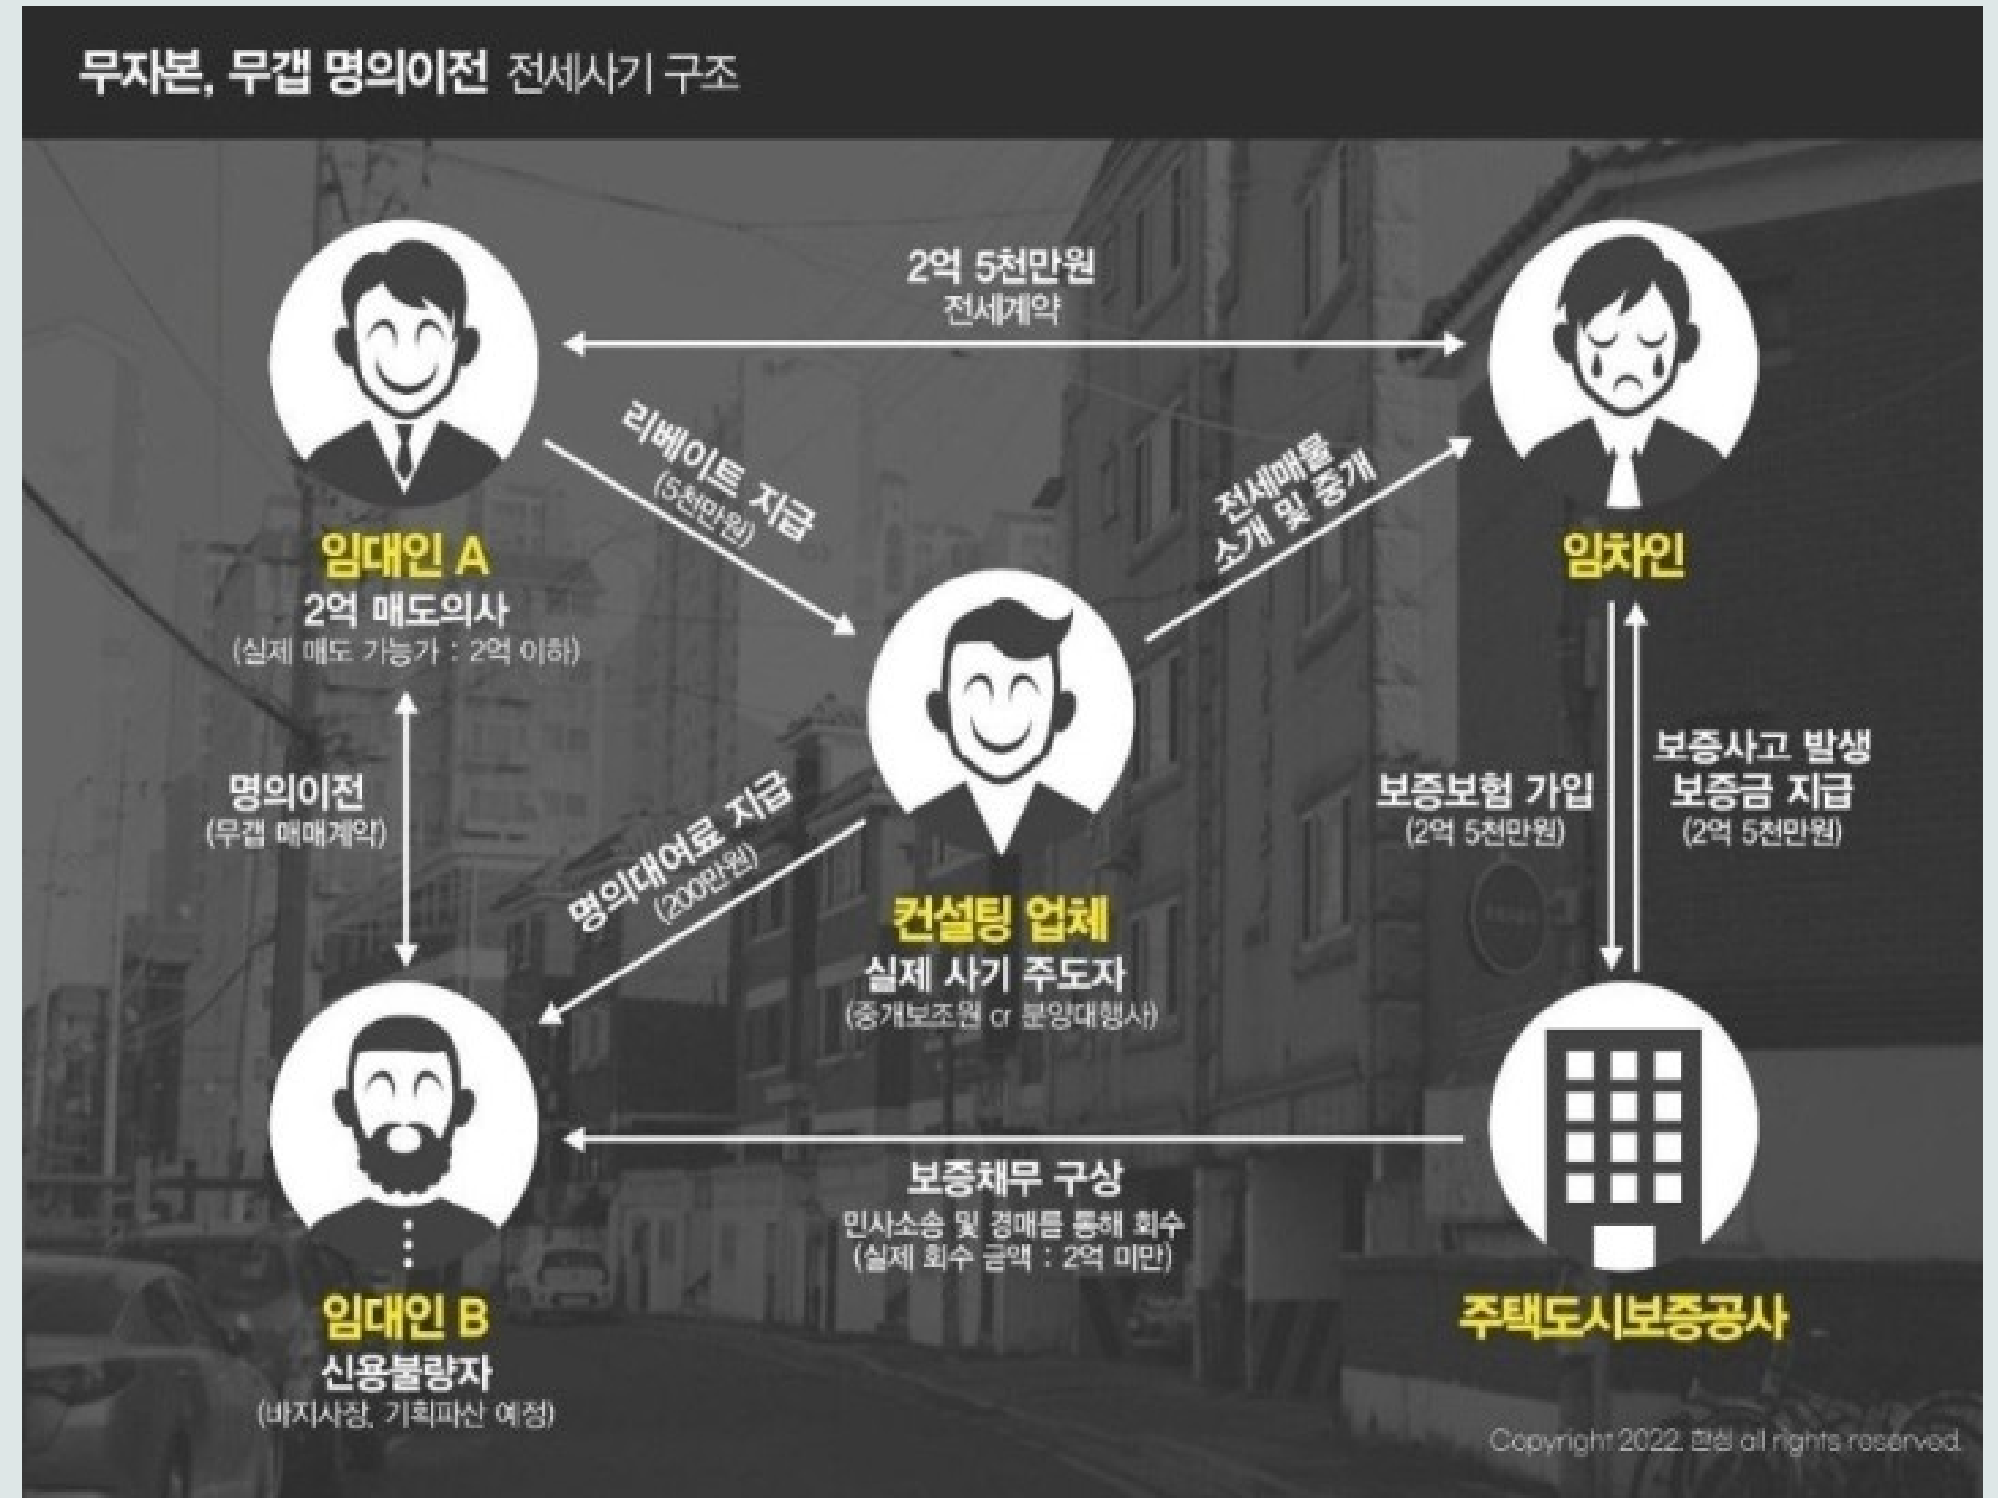 무자본, 무갭 명의이전 전세사기 구조
2억 5천만원
전세계약
리베이트 지급
(5천만원)
전세매물
소개 및 중개
임대인 A
2억 매도의사
(실제 매도 가능가 : 2억 이하)
임차인
명의이전
(무갭 매매계약)
명의대여료 지급
(200만원)
컨설팅 업체
실제 사기 주도자
(중개보조원 or 분양대행사)
보증보험 가입
(2억 5천만원)
보증사고 발생
보증금 지급
(2억 5천만원)
보증채무 구상
민사소송 및 경매를 통해 회수
(실제 회수 금액 : 2억 미만)
임대인 B
신용불량자
(바지사장, 기획파산 예정)
주택도시보증공사
Copyright 2022. 한성 all rights reserved.